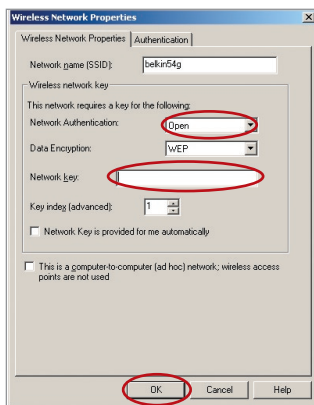 Wireless Network Properties
Wireless Network Properties Authentication
Network name (SSID): belkin54g
Wireless network key
This network requires a key for the following:
Network Authentication: Open
Data Encryption: WEP
Network key:
Key index (advanced): 1
Network Key is provided for me automatically
This is a computer-to-computer (ad hoc) network; wireless access
points are not used
OK Cancel Help